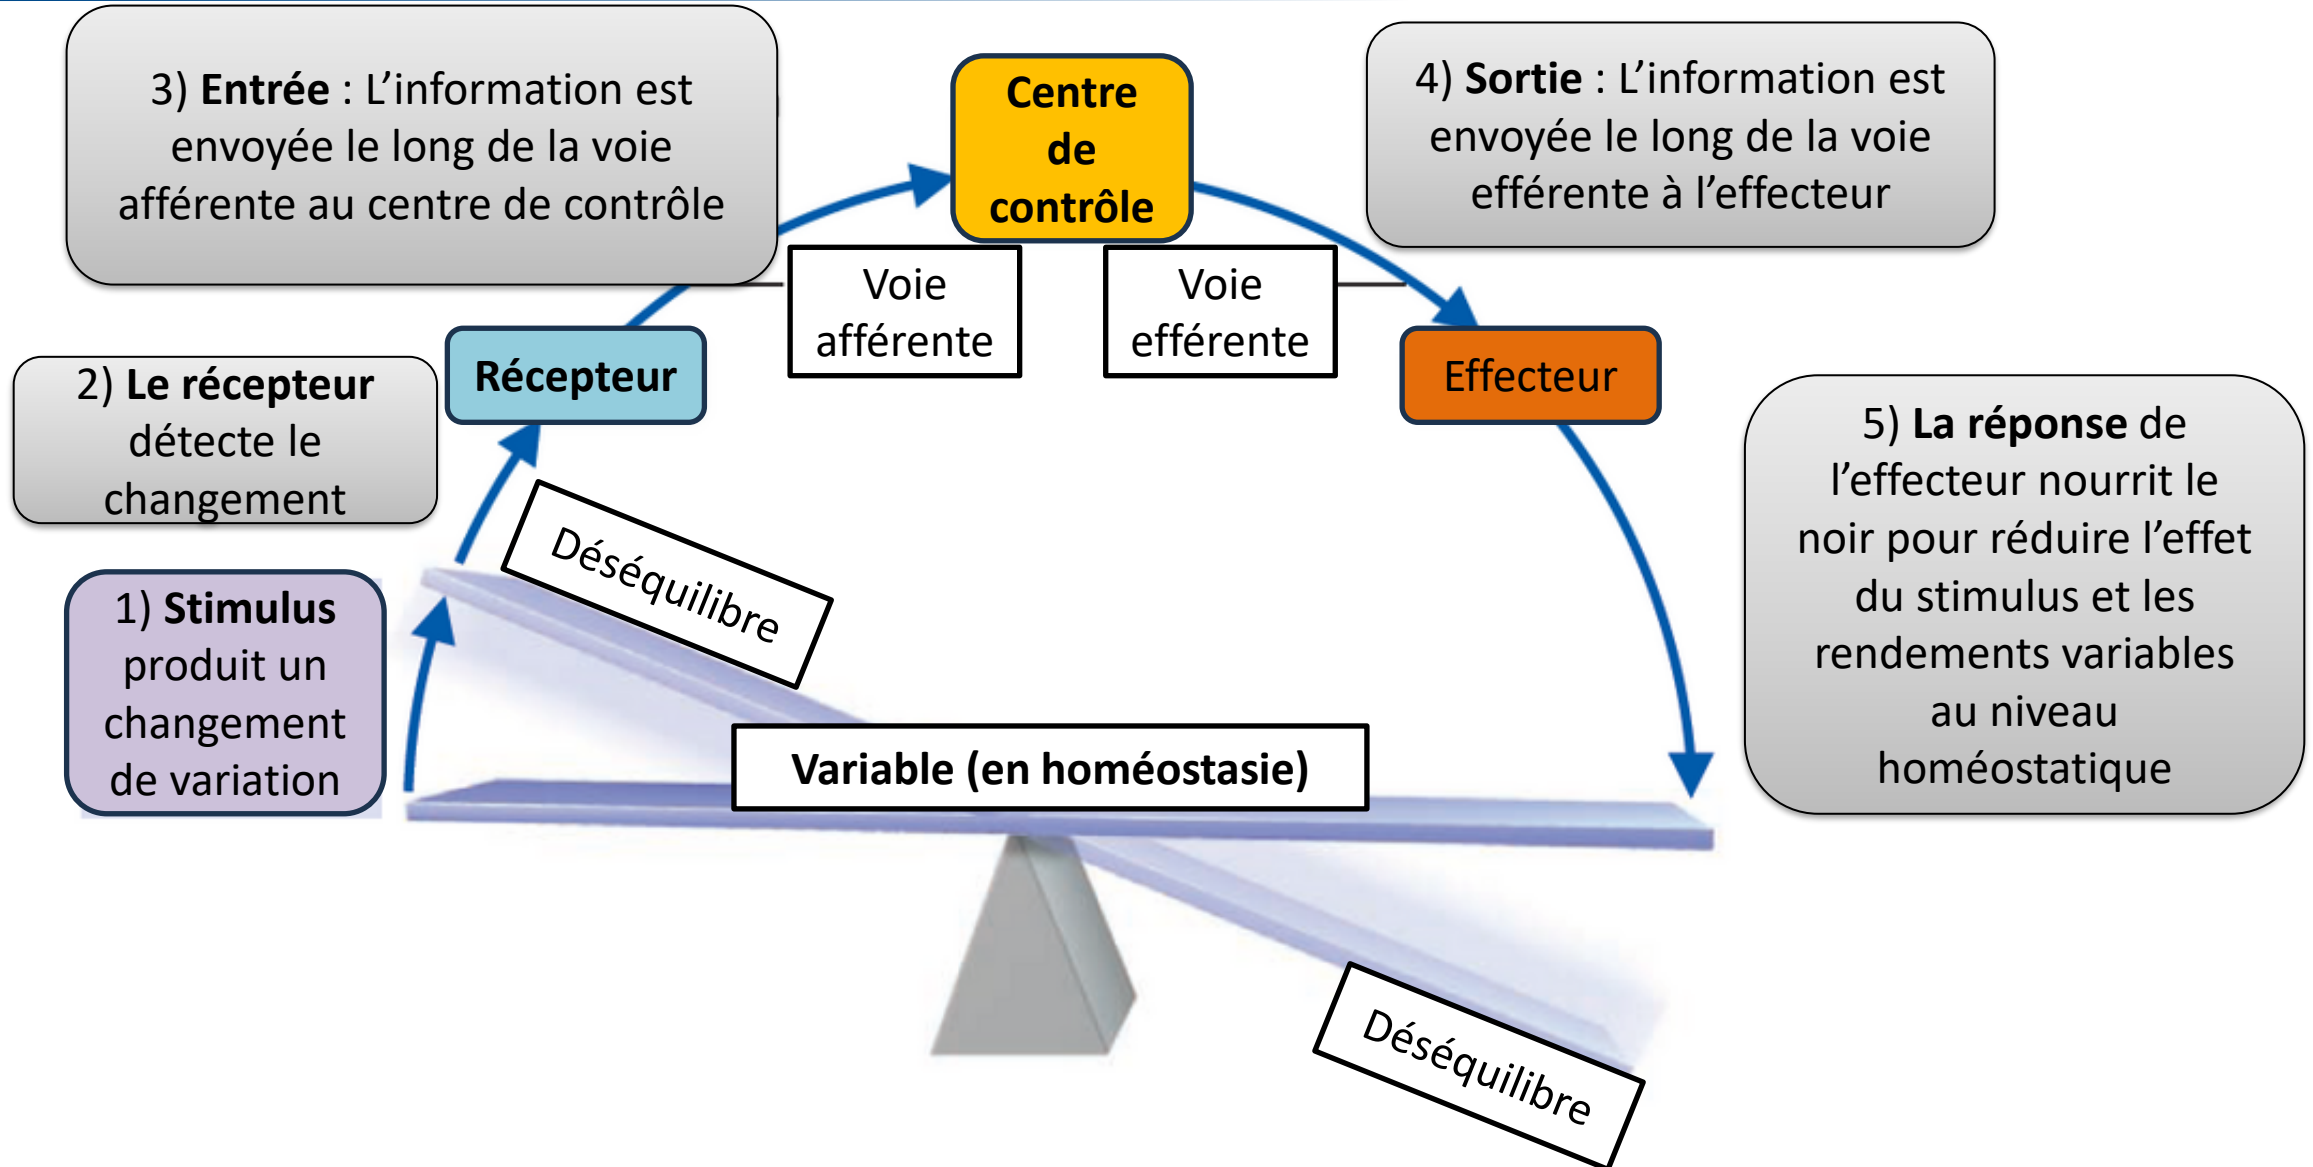 3) Entrée : L’information est
envoyée le long de la voie
afférente au centre de contrôle
Centre
de
contrôle
4) Sortie : L’information est
envoyée le long de la voie
efférente à l’effecteur
Voie
afférente
Voie
efférente
2) Le récepteur
détecte le
changement
Récepteur
Effecteur
5) La réponse de
l’effecteur nourrit le
noir pour réduire l’effet
du stimulus et les
rendements variables
au niveau
homéostatique
1) Stimulus
produit un
changement
de variation
Déséquilibre
Variable (en homéostasie)
Déséquilibre